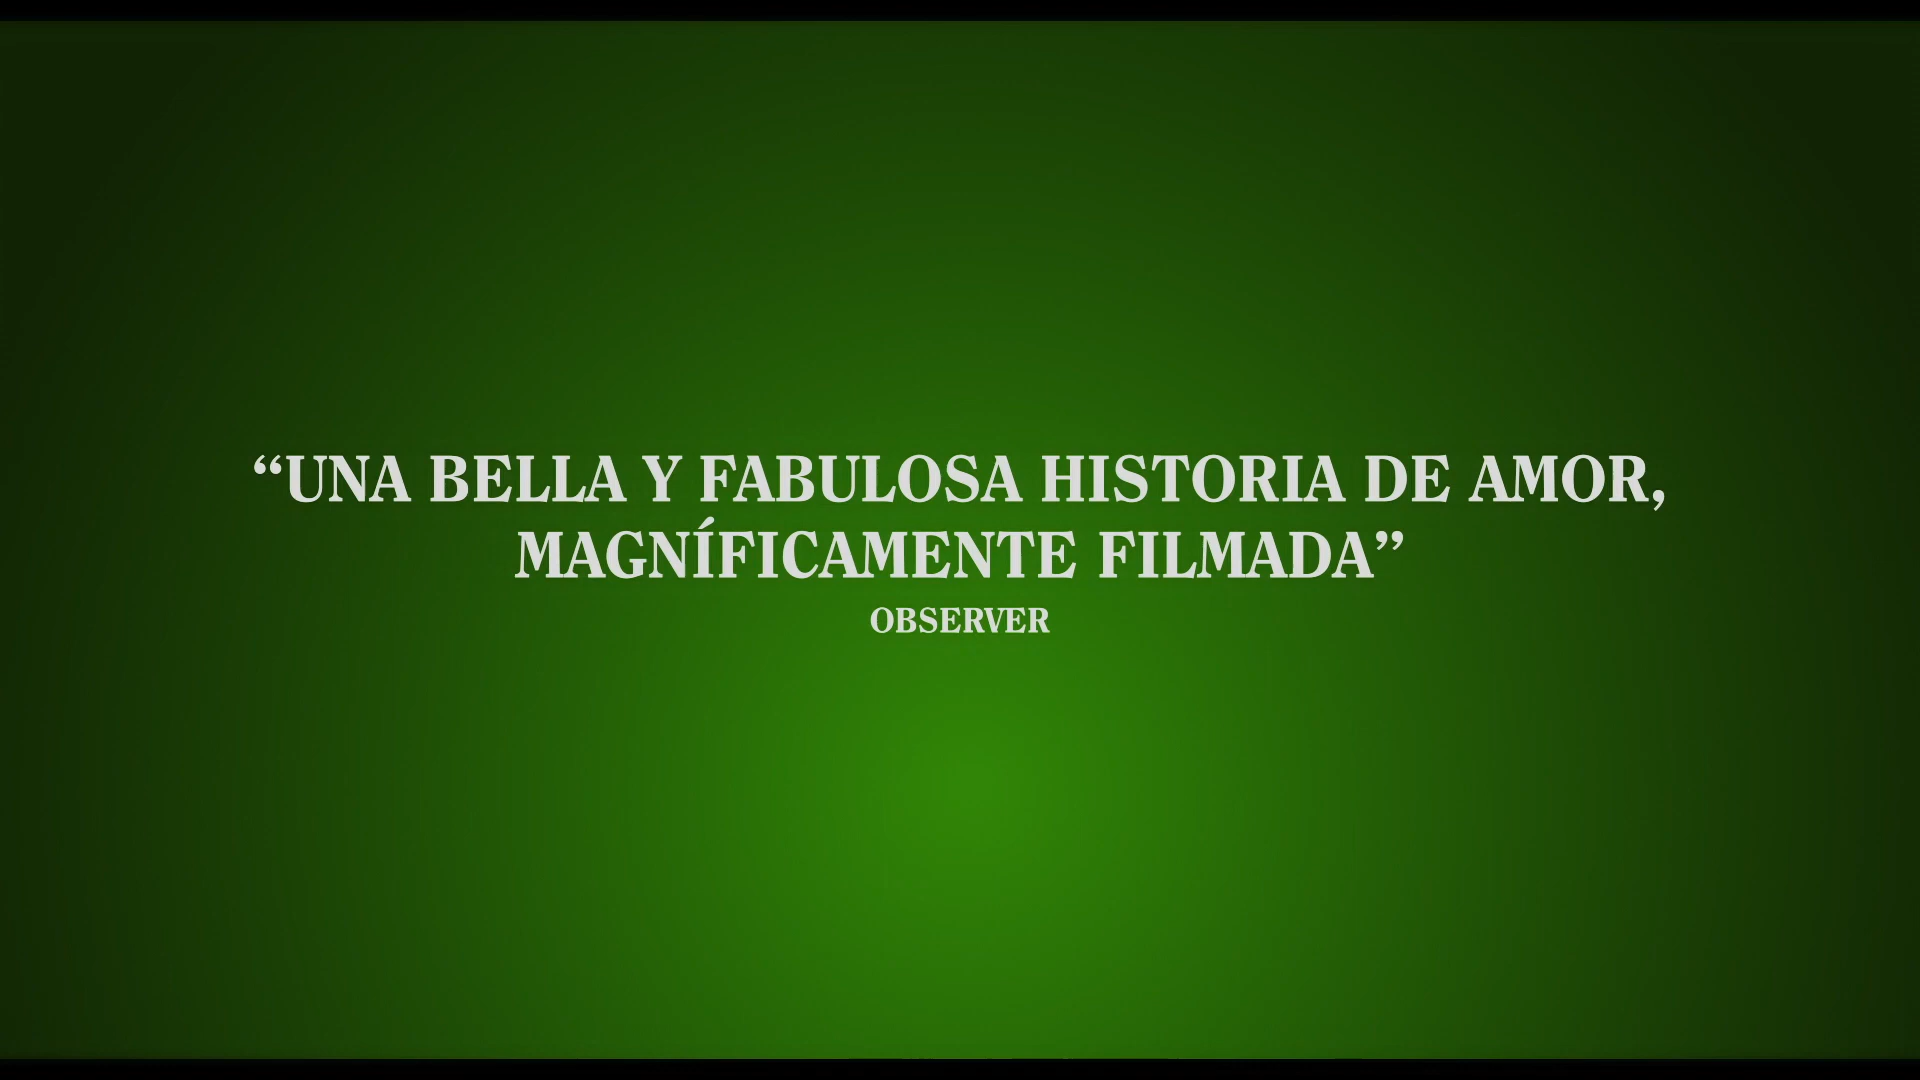 “UNA BELLA Y FABULOSA HISTORIA DE AMOR,
MAGNÍFICAMENTE FILMADA”
OBSERVER